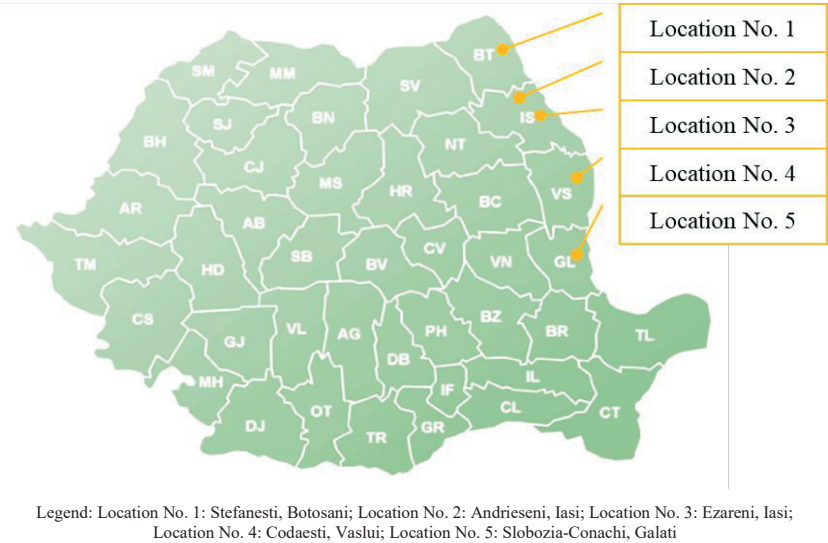 Location No. 1
Location No. 2
Location No. 3
Location No. 4
Location No. 5
BT
SM
MM
SV
IS
SJ
BN
BH
NT
CJ
MS
HR
VS
BC
AR
AB
CV
SB
TM
HD
BV
VN
GL
CS
VL
AG
PH
BZ
BR
TL
GJ
DB
MH
IF
IL
OT
CL
CT
DJ
TR
GR
Legend: Location No. 1: Stefanesti, Botosani; Location No. 2: Andrieseni, Iasi; Location No. 3: Ezareni, Iasi;
Location No. 4: Codaesti, Vaslui; Location No. 5: Slobozia-Conachi, Galati